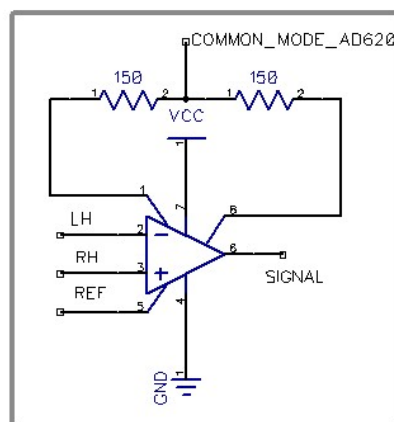 COMMON_MODE_AD620
150 150
1 2 1 2
VCC
1
1 7 8
LH 2 −
6
RH 3 +
SIGNAL
REF 5
4
1
GND